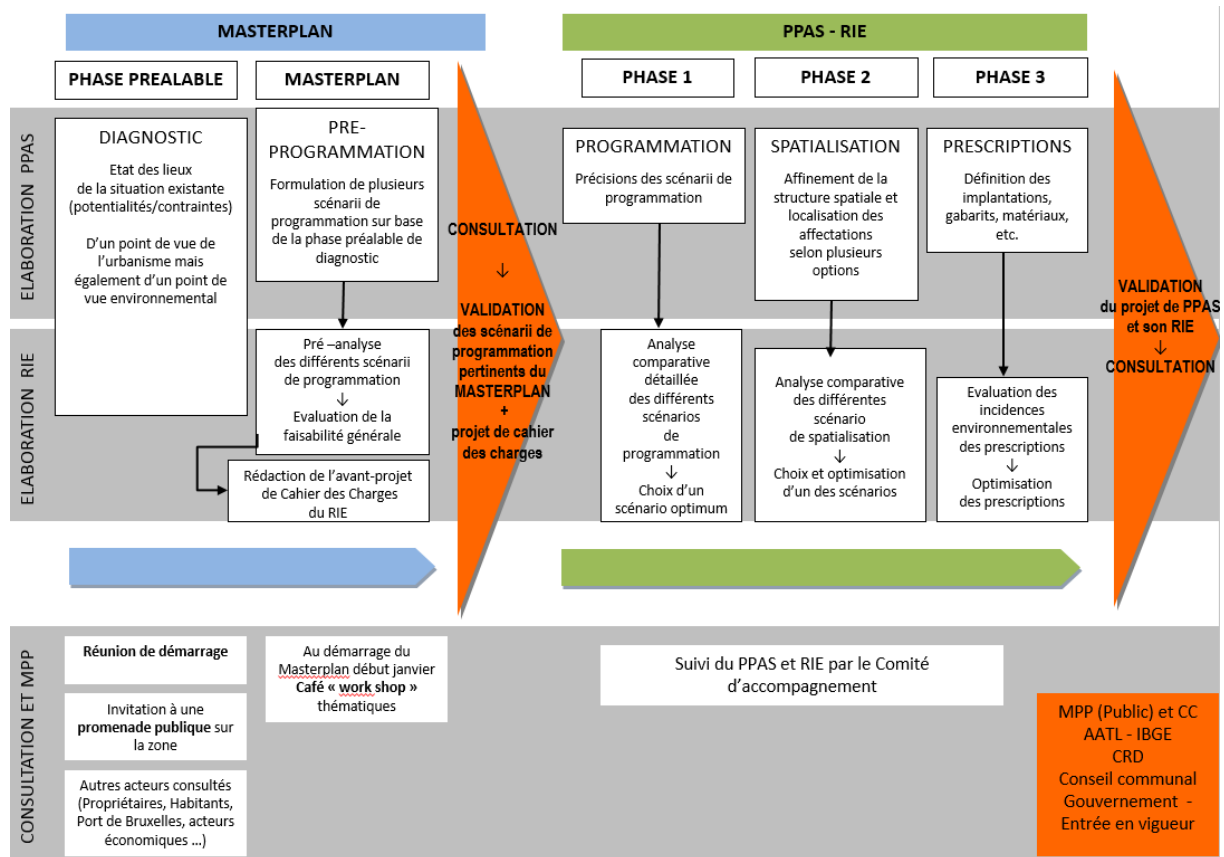 MASTERPLAN
PPAS - RIE
PHASE PREALABLE
MASTERPLAN
PHASE 1
PHASE 2
PHASE 3
ELABORATION PPAS
DIAGNOSTIC
Etat des lieux
de la situation existante
(potentialités/contraintes)
D’un point de vue de
l’urbanisme mais
également d’un point de
vue environnemental
PRE-
PROGRAMMATION
Formulation de plusieurs
scénarii de
programmation sur base
de la phase préalable de
diagnostic
CONSULTATION
↓
VALIDATION
des scénarii de
programmation
pertinents du
MASTERPLAN
+
projet de cahier
des charges
PROGRAMMATION
Précisions des scénarii de
programmation
SPATIALISATION
Affinement de la
structure spatiale et
localisation des
affectations
selon plusieurs
options
PRESCRIPTIONS
Définition des
implantations,
gabarits, matériaux,
etc.
VALIDATION
du projet de PPAS
et son RIE
↓
CONSULTATION
ELABORATION RIE
Pré –analyse
des différents scénarii
de programmation
↓
Evaluation de la
faisabilité générale
Rédaction de l’avant-projet
de Cahier des Charges
du RIE
Analyse
comparative
détaillée
des différents
scénarios
de
programmation
↓
Choix d’un
scénario optimum
Analyse comparative
des différentes
scénario
de spatialisation
↓
Choix et optimisation
d’un des scénarios
Evaluation des
incidences
environnementales
des prescriptions
↓
Optimisation
des prescriptions
CONSULTATION ET MPP
Réunion de démarrage
Invitation à une
promenade publique sur
la zone
Autres acteurs consultés
(Propriétaires, Habitants,
Port de Bruxelles, acteurs
économiques …)
Au démarrage du
Masterplan début janvier
Café « work shop »
thématiques
Suivi du PPAS et RIE par le Comité
d’accompagnement
MPP (Public) et CC
AATL - IBGE
CRD
Conseil communal
Gouvernement -
Entrée en vigueur